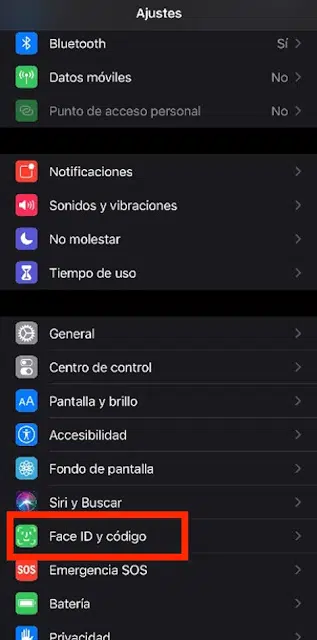 Ajustes
Bluetooth Sí
Datos móviles No
Punto de acceso personal No
Notificaciones
Sonidos y vibraciones
No molestar
Tiempo de uso
General
Centro de control
AA Pantalla y brillo
Accesibilidad
Fondo de pantalla
Siri y Buscar
Face ID y código
SOS Emergencia SOS
Batería
Privacidad